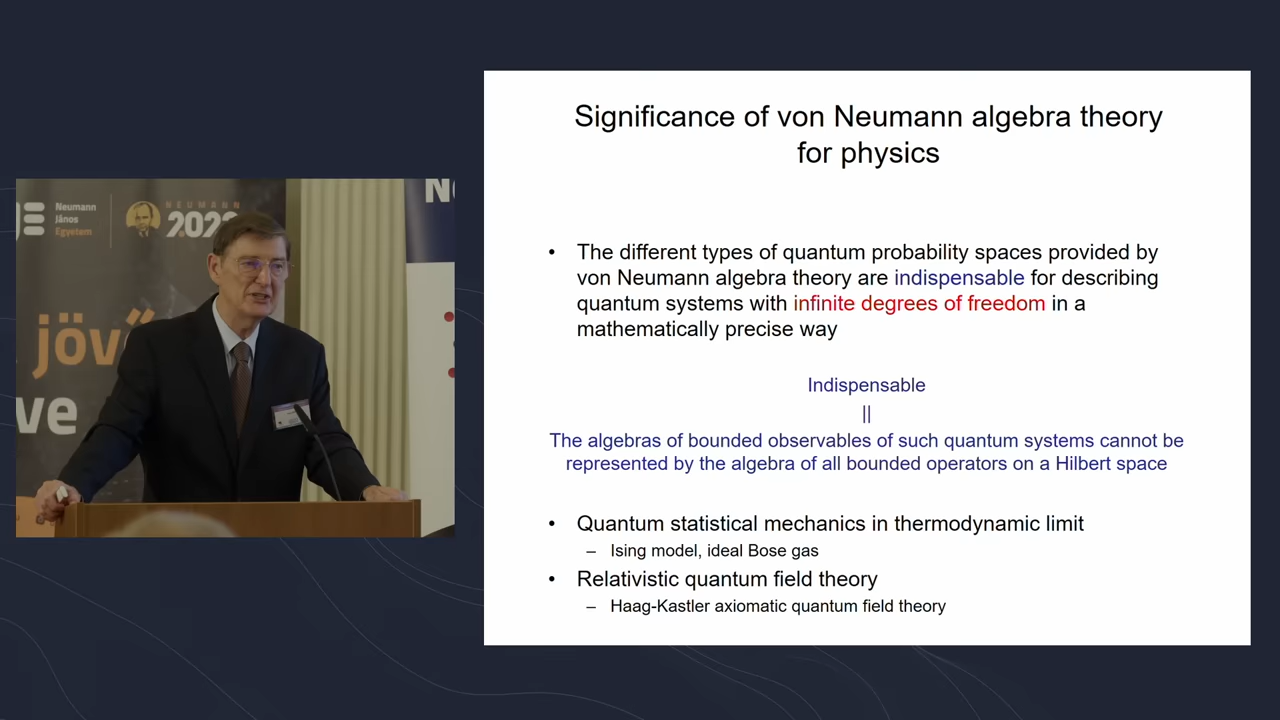 Neumann
János
Egyetem
NEUMANN
jöv
ve
Significance of von Neumann algebra theory
for physics
• The different types of quantum probability spaces provided by
von Neumann algebra theory are indispensable for describing
quantum systems with infinite degrees of freedom in a
mathematically precise way
Indispensable
||
The algebras of bounded observables of such quantum systems cannot be
represented by the algebra of all bounded operators on a Hilbert space
• Quantum statistical mechanics in thermodynamic limit
– Ising model, ideal Bose gas
• Relativistic quantum field theory
– Haag-Kastler axiomatic quantum field theory